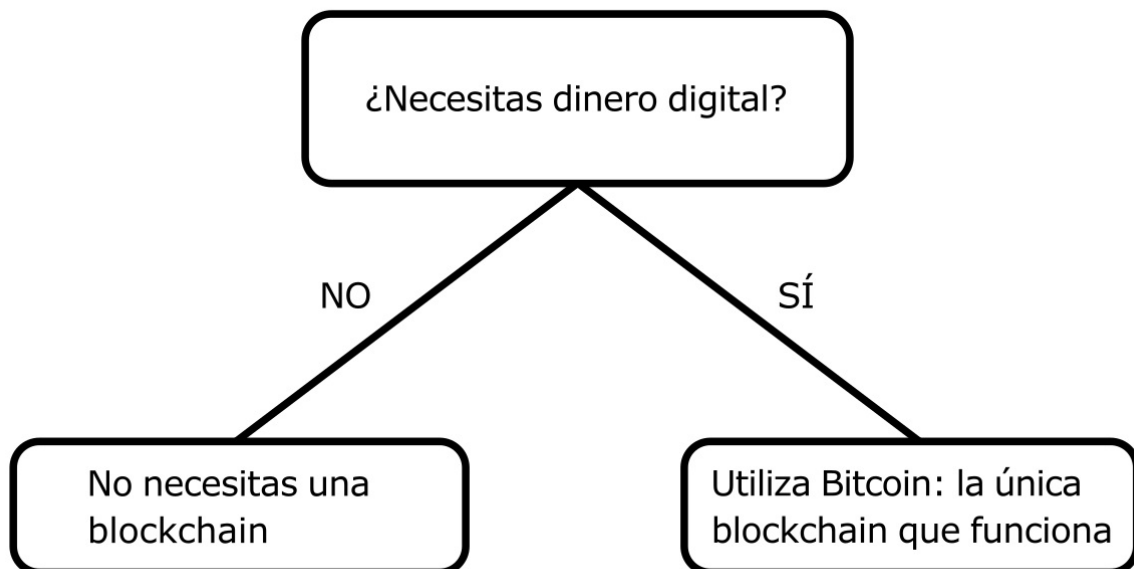 ¿Necesitas dinero digital?
NO
SÍ
No necesitas una
blockchain
Utiliza Bitcoin: la única
blockchain que funciona